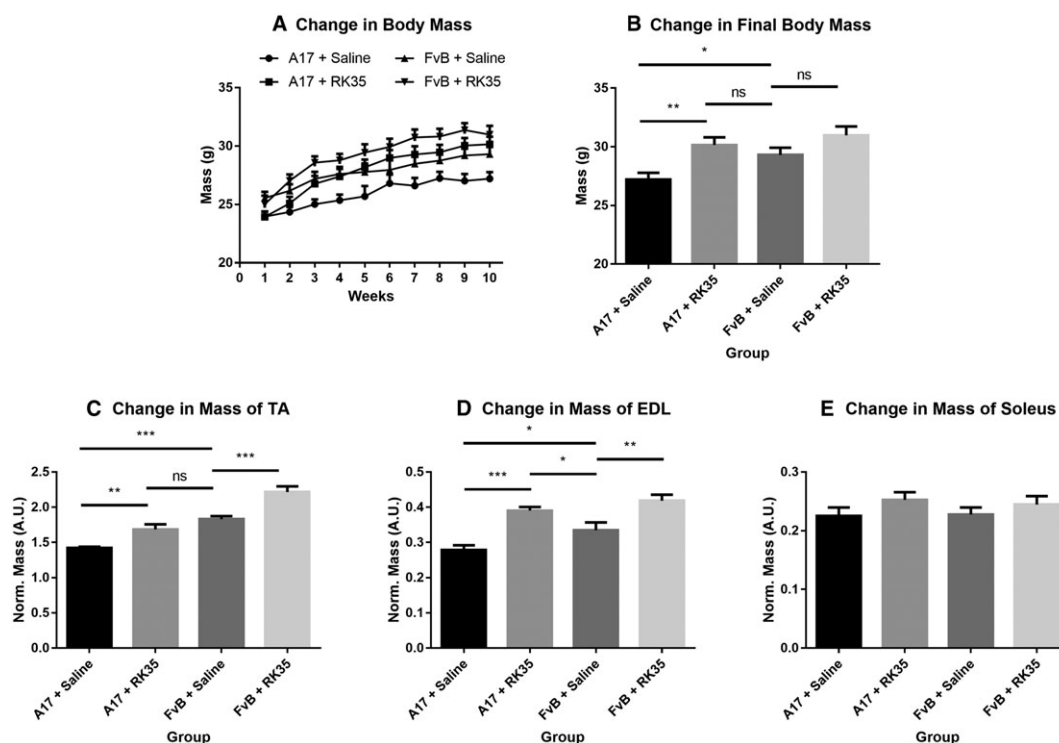 A Change in Body Mass
A17 + Saline
FvB + Saline
A17 + RK35
FvB + RK35
Mass (g)
35
30
25
20
0 1 2 3 4 5 6 7 8 9 10
Weeks
B Change in Final Body Mass
*
ns
ns
**
Mass (g)
35
30
25
20
A17 + Saline
A17 + RK35
FvB + Saline
FvB + RK35
Group
C Change in Mass of TA
***
***
ns
**
Norm. Mass (A.U.)
2.5
2.0
1.5
1.0
0.5
0.0
A17 + Saline
A17 + RK35
FvB + Saline
FvB + RK35
Group
D Change in Mass of EDL
*
**
*
***
Norm. Mass (A.U.)
0.5
0.4
0.3
0.2
0.1
0.0
A17 + Saline
A17 + RK35
FvB + Saline
FvB + RK35
Group
E Change in Mass of Soleus
Norm. Mass (A.U.)
0.3
0.2
0.1
0.0
A17 + Saline
A17 + RK35
FvB + Saline
FvB + RK35
Group